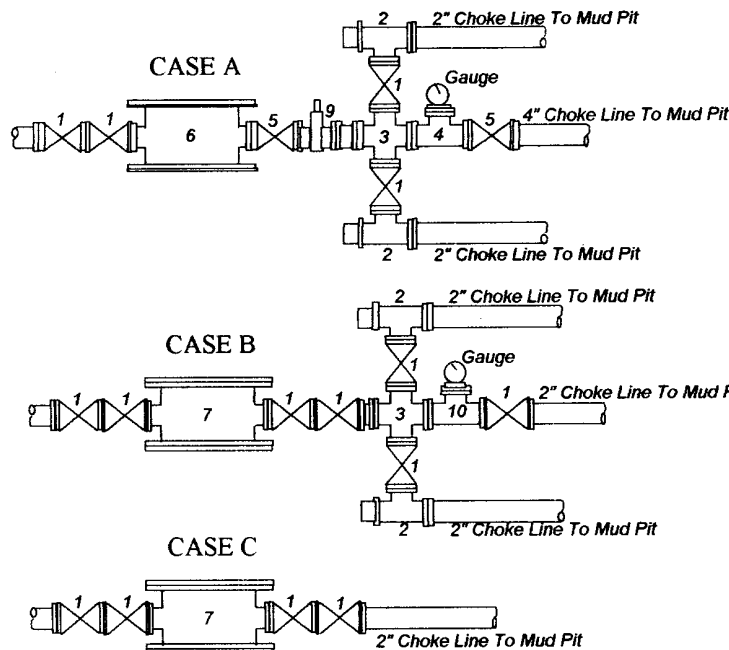 2 2" Choke Line To Mud Pit
CASE A
1 Gauge
1 1 6 5 9 3 4 5 4" Choke Line To Mud Pit
1
2 2" Choke Line To Mud Pit
2 2" Choke Line To Mud Pit
CASE B
1 Gauge
1 1 7 1 1 3 10 1 2" Choke Line To Mud
1
2 2" Choke Line To Mud Pit
CASE C
1 1 7 1 1
2" Choke Line To Mud Pit